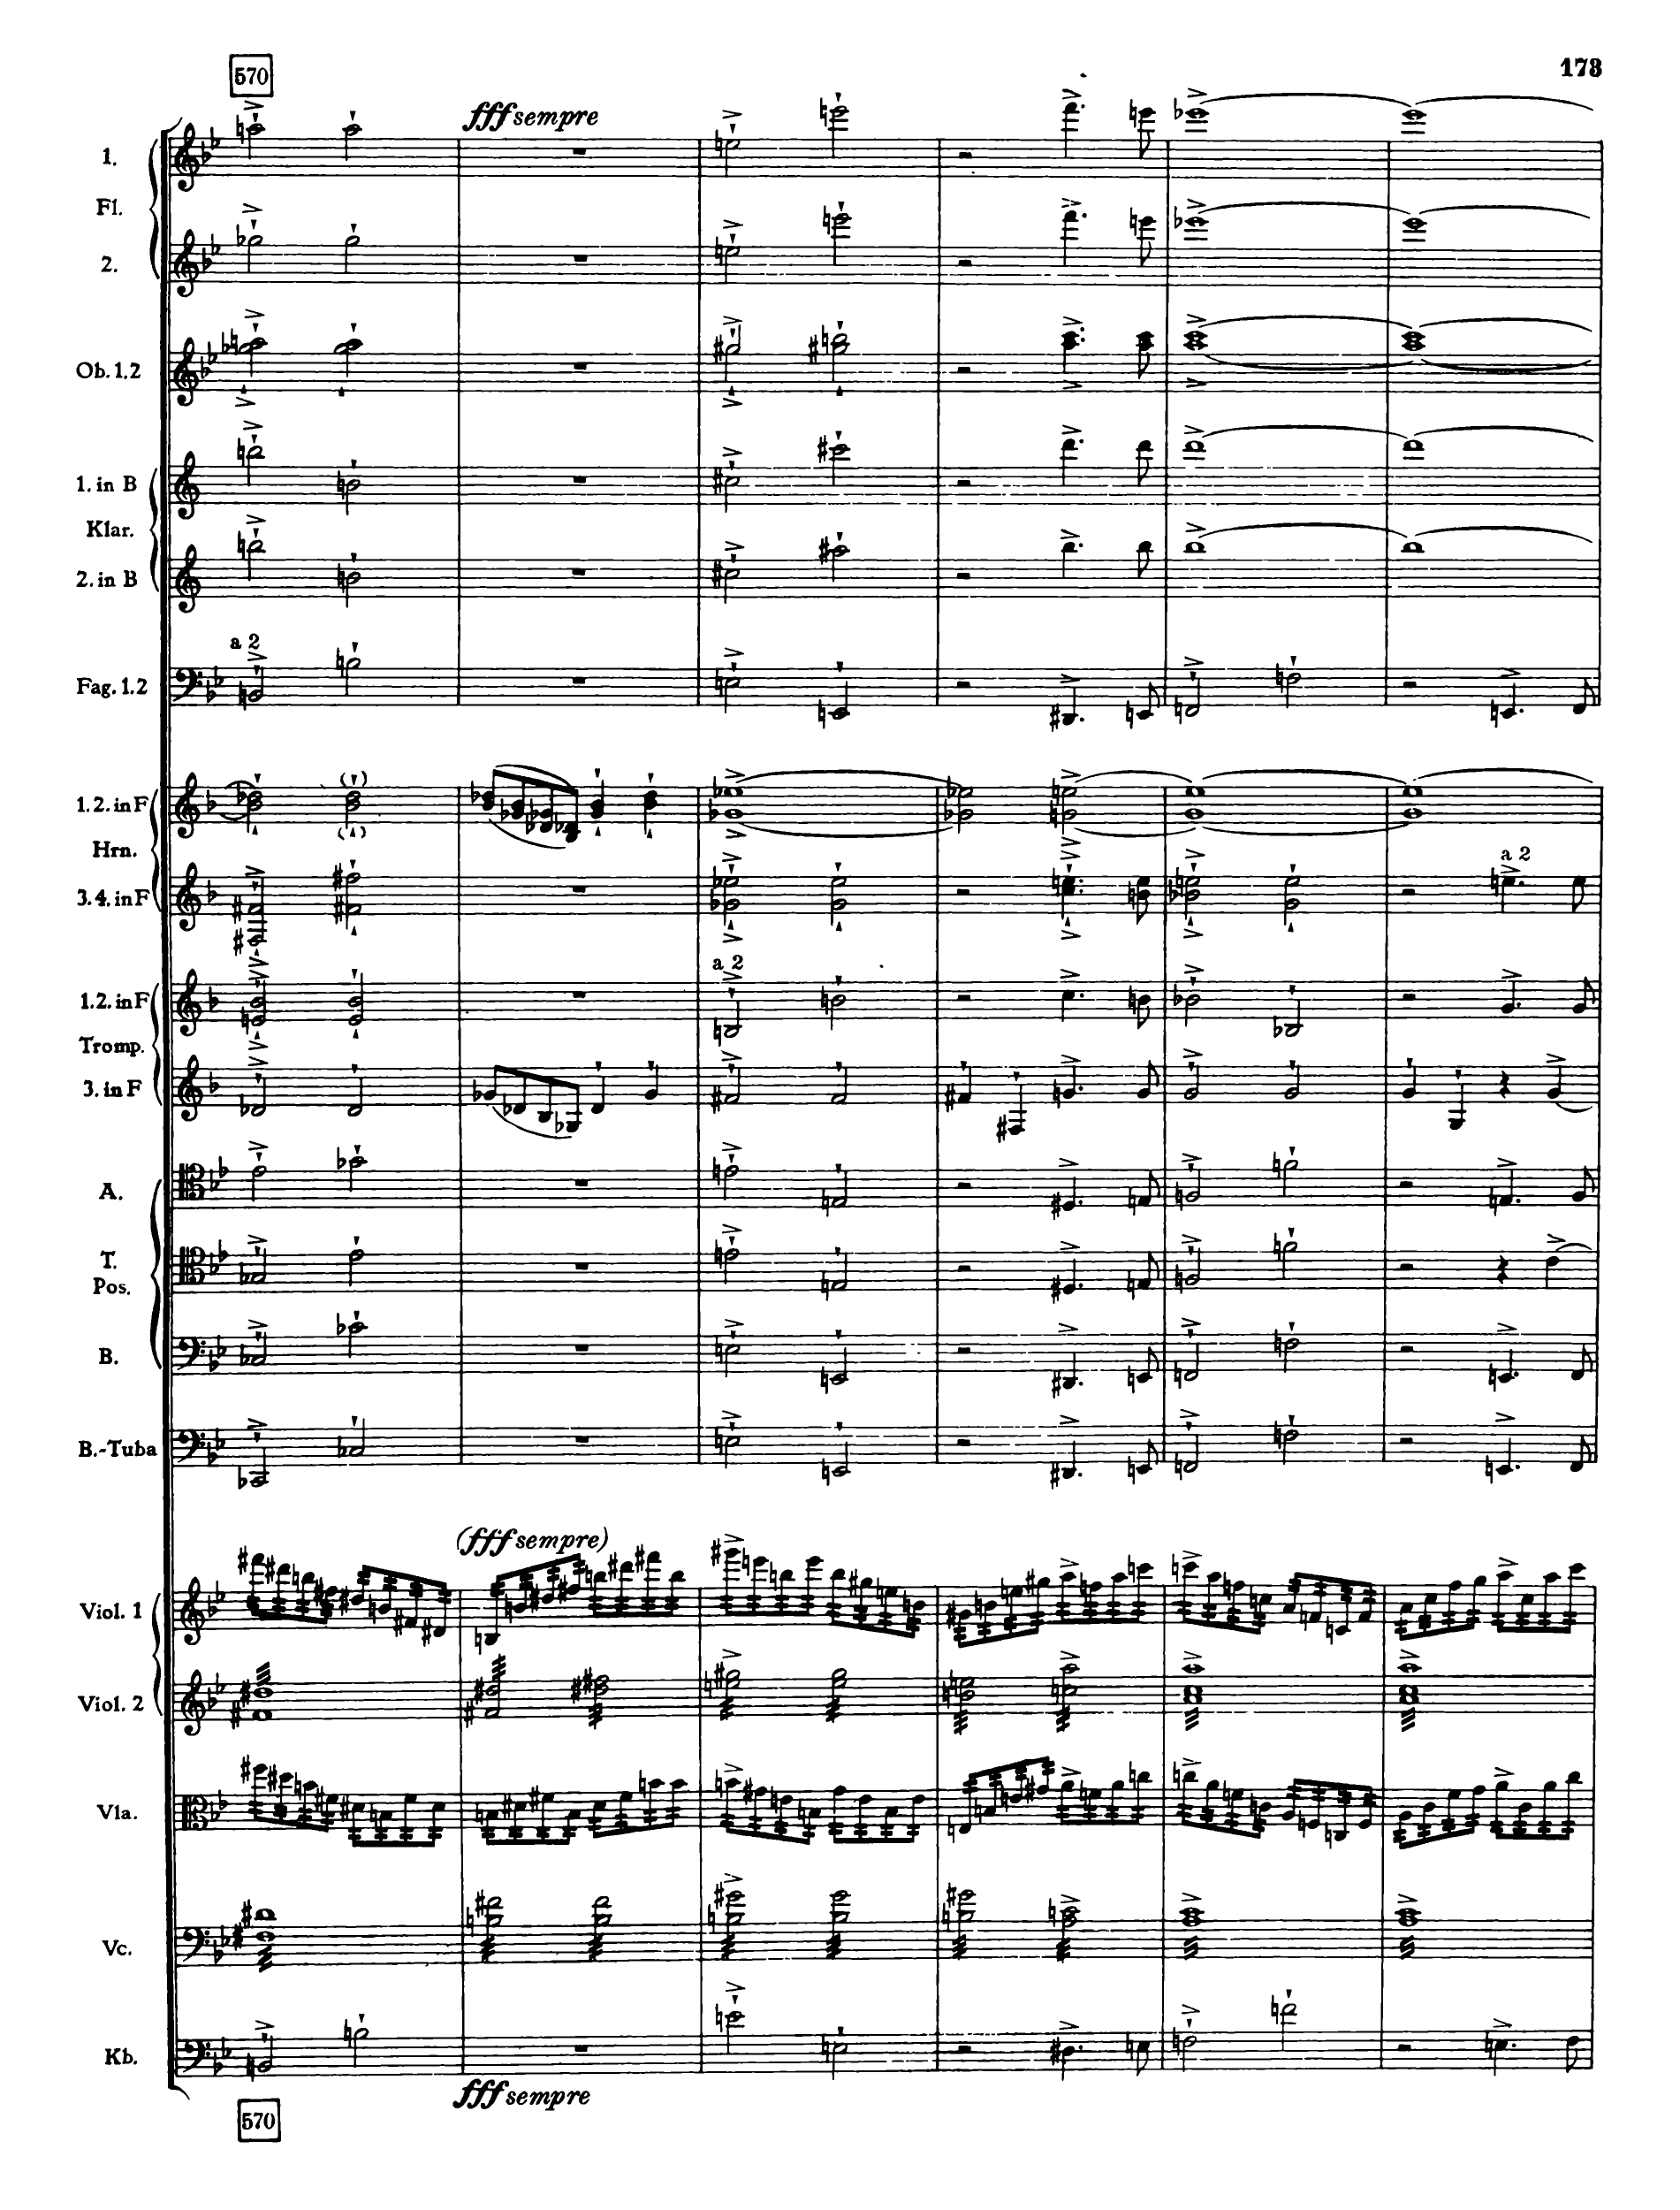 570
173
fff sempre
1.
Fl.
2.
Ob. 1.2
1. in B
Klar.
2. in B
a 2
Fag. 1.2
1. 2. in F
Hrn.
a 2
3. 4. in F
a 2
1.2. in F
Tromp.
3. in F
A.
T.
Pos.
B.
B.-Tuba
(fff sempre)
Viol. 1
Viol. 2
Vla.
Vc.
Kb.
fff sempre
570